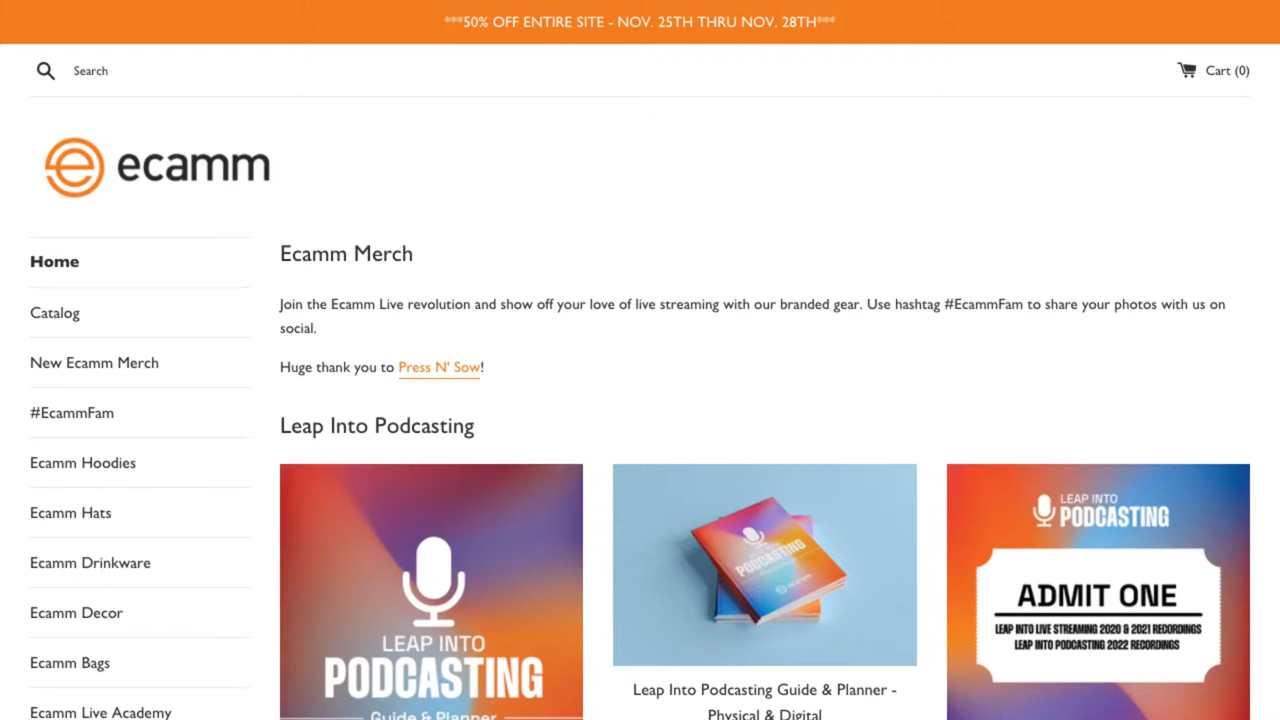 ***50% OFF ENTIRE SITE - NOV. 25TH THRU NOV. 28TH***
Search
Cart (0)
ecamm
Home
Catalog
New Ecamm Merch
#EcammFam
Ecamm Hoodies
Ecamm Hats
Ecamm Drinkware
Ecamm Decor
Ecamm Bags
Ecamm Live Academy
Ecamm Merch
Join the Ecamm Live revolution and show off your love of live streaming with our branded gear. Use hashtag #EcammFam to share your photos with us on
social.
Huge thank you to Press N' Sow!
Leap Into Podcasting
LEAP INTO
PODCASTING
Guide & Planner
PODCASTING
Leap Into Podcasting Guide & Planner -
Physical & Digital
LEAP INTO
PODCASTING
ADMIT ONE
LEAP INTO LIVE STREAMING 2020 & 2021 RECORDINGS
LEAP INTO PODCASTING 2022 RECORDINGS